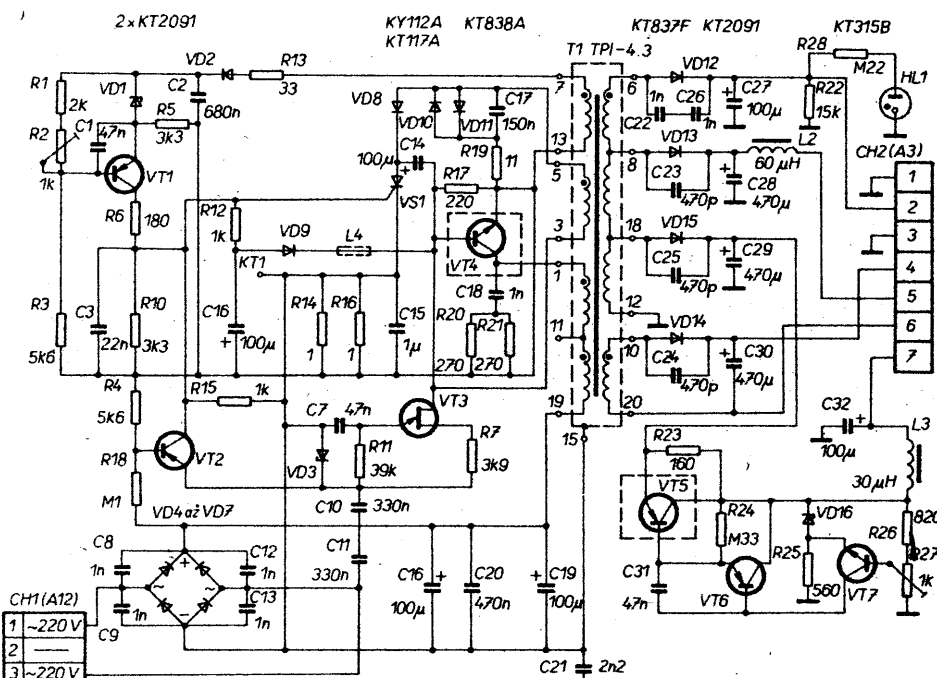 2xKT2091 KY112A KT838A KT837F KT2091 KT315B
KT117A
T1 TPI-4.3
R28
M22
HL1
VD2 R13
33
VD12
R1
2k
VD1
C2
680n
R5
3k3
C1
47n
R2
1k
VT1
VD8
VD10 VD11
C17
150n
C14
100µ
R19
11
7
13
5
6
8
1n
C22
C26
1n
C27
100µ
R22
15k
L2
60µH
CH2(A3)
VD13
C23
470p
C28
470µ
R6
180
R12
1k
VS1
R17
220
VT4
3
1
18
VD15
C25
470p
C29
470µ
1
2
3
4
5
6
7
VD9
L4
KT1
R3
5k6
C3
22n
R10
3k3
C16
100µ
R14
1
R16
1
C15
1µ
C18
1n
R20
270
R21
270
11
12
VD14
10
C24
470p
C30
470µ
R4
5k6
R15
1k
VT3
19
20
15
C32
100µ
L3
30µH
R18
M1
VT2
C7
47n
VD3
R11
39k
R7
3k9
R23
160
VT5
R24
M33
VD16
R26
820
R27
1k
R25
560
VT7
C31
47n
VT6
VD4 až VD7
C10
330n
C11
330n
C8
1n
C12
1n
C13
1n
1n
C9
C16
100µ
C20
470n
C19
100µ
C21
2n2
CH1(A12)
1 ~220 V
2
3 ~220 V